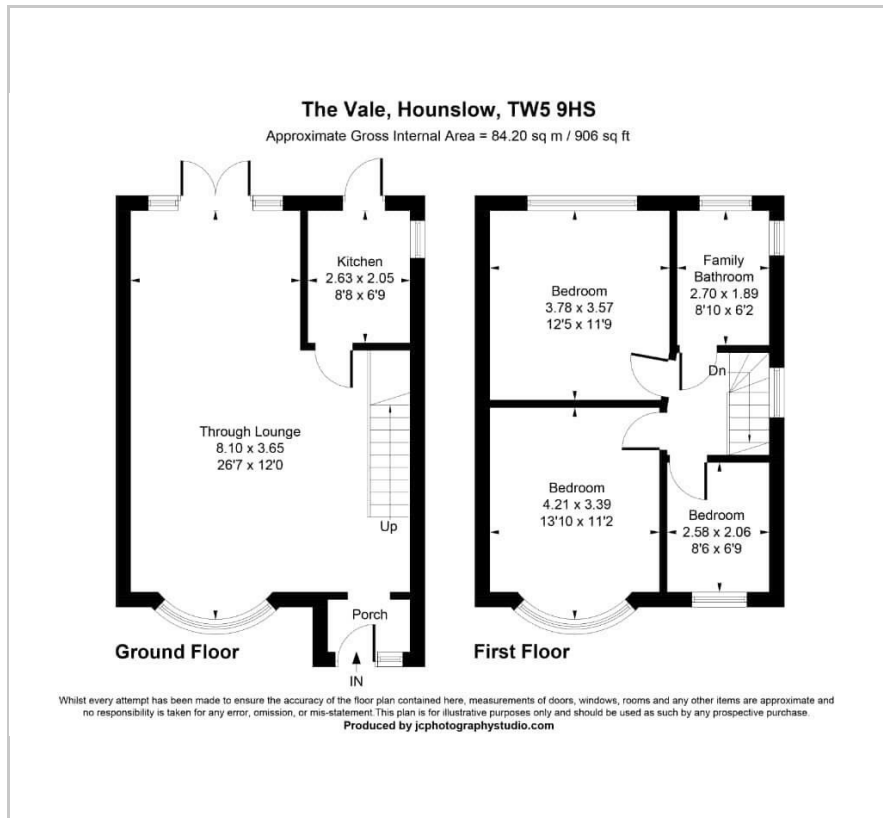 The Vale, Hounslow, TW5 9HS
Approximate Gross Internal Area = 84.20 sq m / 906 sq ft
Kitchen
2.63 x 2.05
8'8 x 6'9
Through Lounge
8.10 x 3.65
26'7 x 12'0
Up
Porch
IN
Ground Floor
Bedroom
3.78 x 3.57
12'5 x 11'9
Family
Bathroom
2.70 x 1.89
8'10 x 6'2
Dn
Bedroom
4.21 x 3.39
13'10 x 11'2
Bedroom
2.58 x 2.06
8'6 x 6'9
First Floor
Whilst every attempt has been made to ensure the accuracy of the floor plan contained here, measurements of doors, windows, rooms and any other items are approximate and
no responsibility is taken for any error, omission, or mis-statement.This plan is for illustrative purposes only and should be used as such by any prospective purchase.
Produced by jcphotographystudio.com